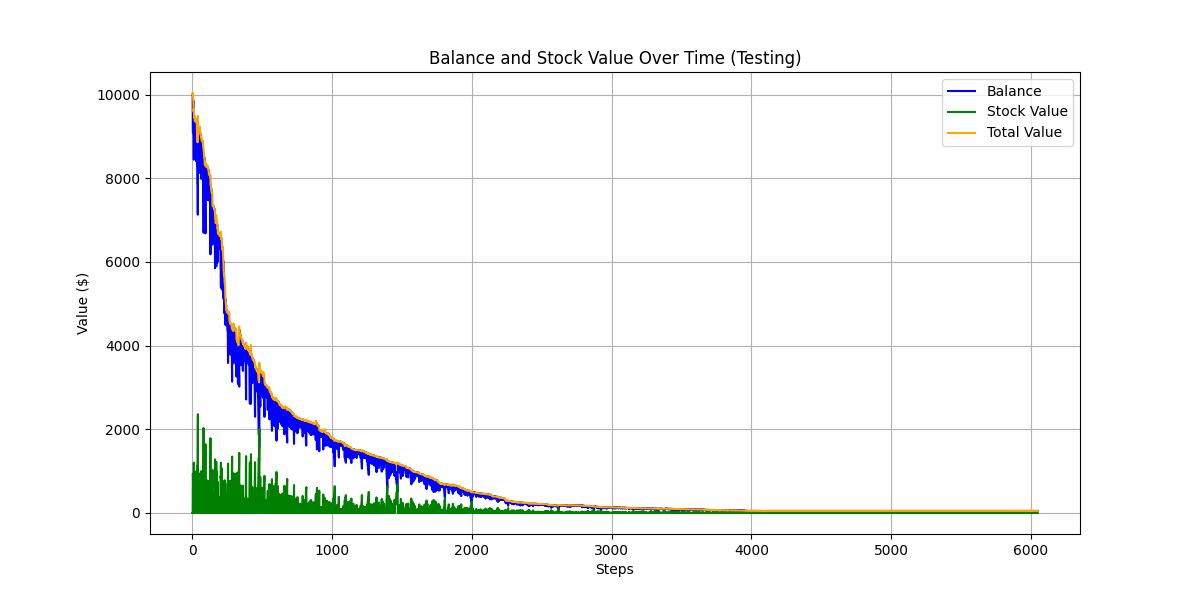 Balance and Stock Value Over Time (Testing)
Balance
Stock Value
Total Value
Value ($)
10000
8000
6000
4000
2000
0
0 1000 2000 3000 4000 5000 6000
Steps